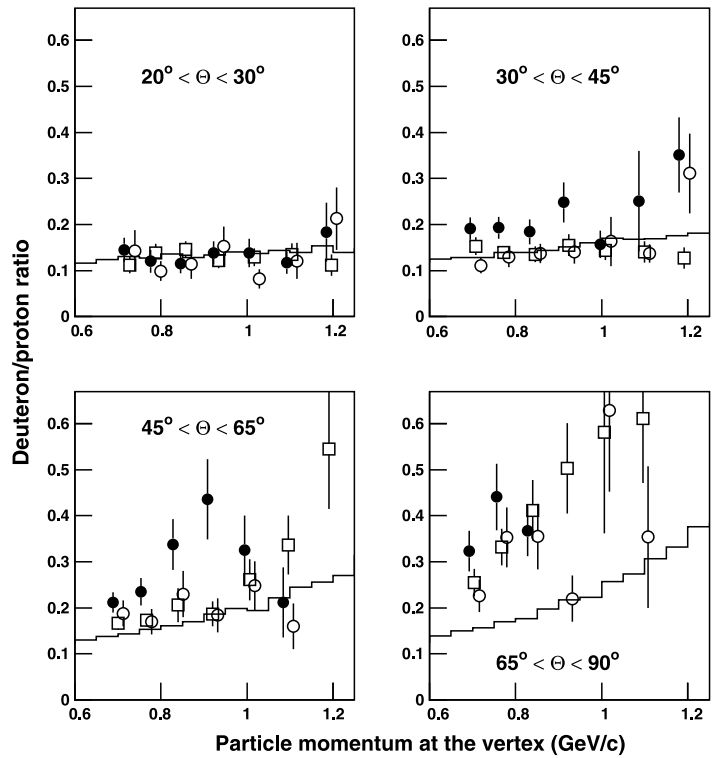 0.6
0.5
0.4
0.3
0.2
0.1
0
20° < Θ < 30°
0.6 0.8 1 1.2
0.6
0.5
0.4
0.3
0.2
0.1
0
30° < Θ < 45°
0.6 0.8 1 1.2
Deuteron/proton ratio
0.6
0.5
0.4
0.3
0.2
0.1
0
45° < Θ < 65°
0.6 0.8 1 1.2
0.6
0.5
0.4
0.3
0.2
0.1
0
65° < Θ < 90°
0.6 0.8 1 1.2
Particle momentum at the vertex (GeV/c)